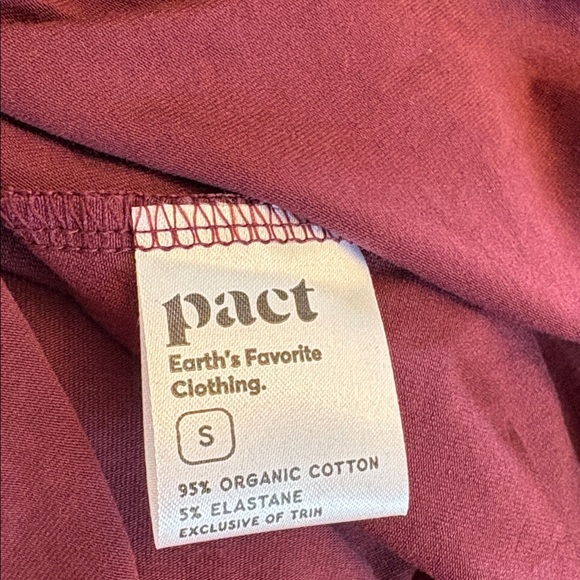 pact
Earth's Favorite
Clothing.
S
95% ORGANIC COTTON
5% ELASTANE
EXCLUSIVE OF TRIM